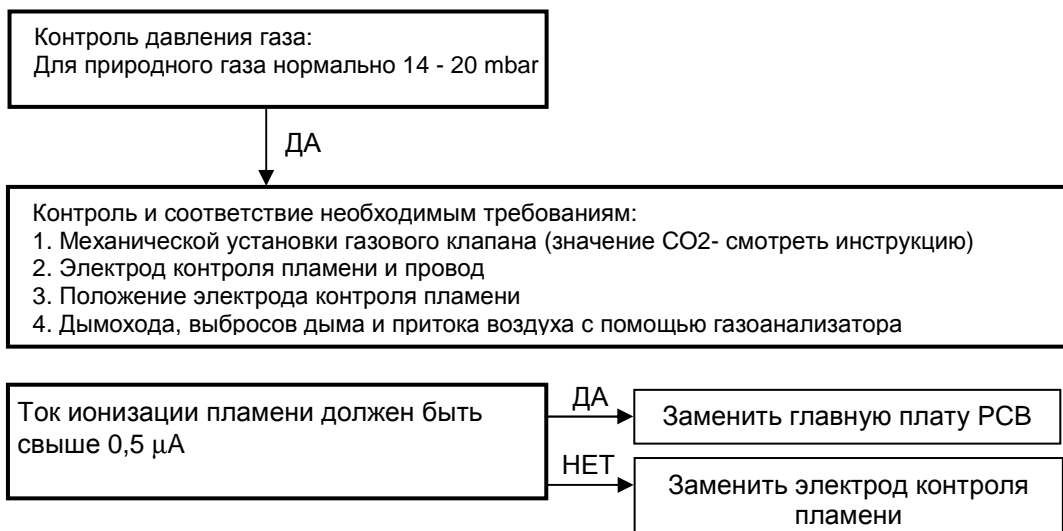 Контроль давления газа:
Для природного газа нормально 14 - 20 mbar
ДА
Контроль и соответствие необходимым требованиям:
1. Механической установки газового клапана (значение CO2- смотреть инструкцию)
2. Электрод контроля пламени и провод
3. Положение электрода контроля пламени
4. Дымохода, выбросов дыма и притока воздуха с помощью газоанализатора
Ток ионизации пламени должен быть
свыше 0,5 µA
ДА
Заменить главную плату PCB
НЕТ
Заменить электрод контроля
пламени